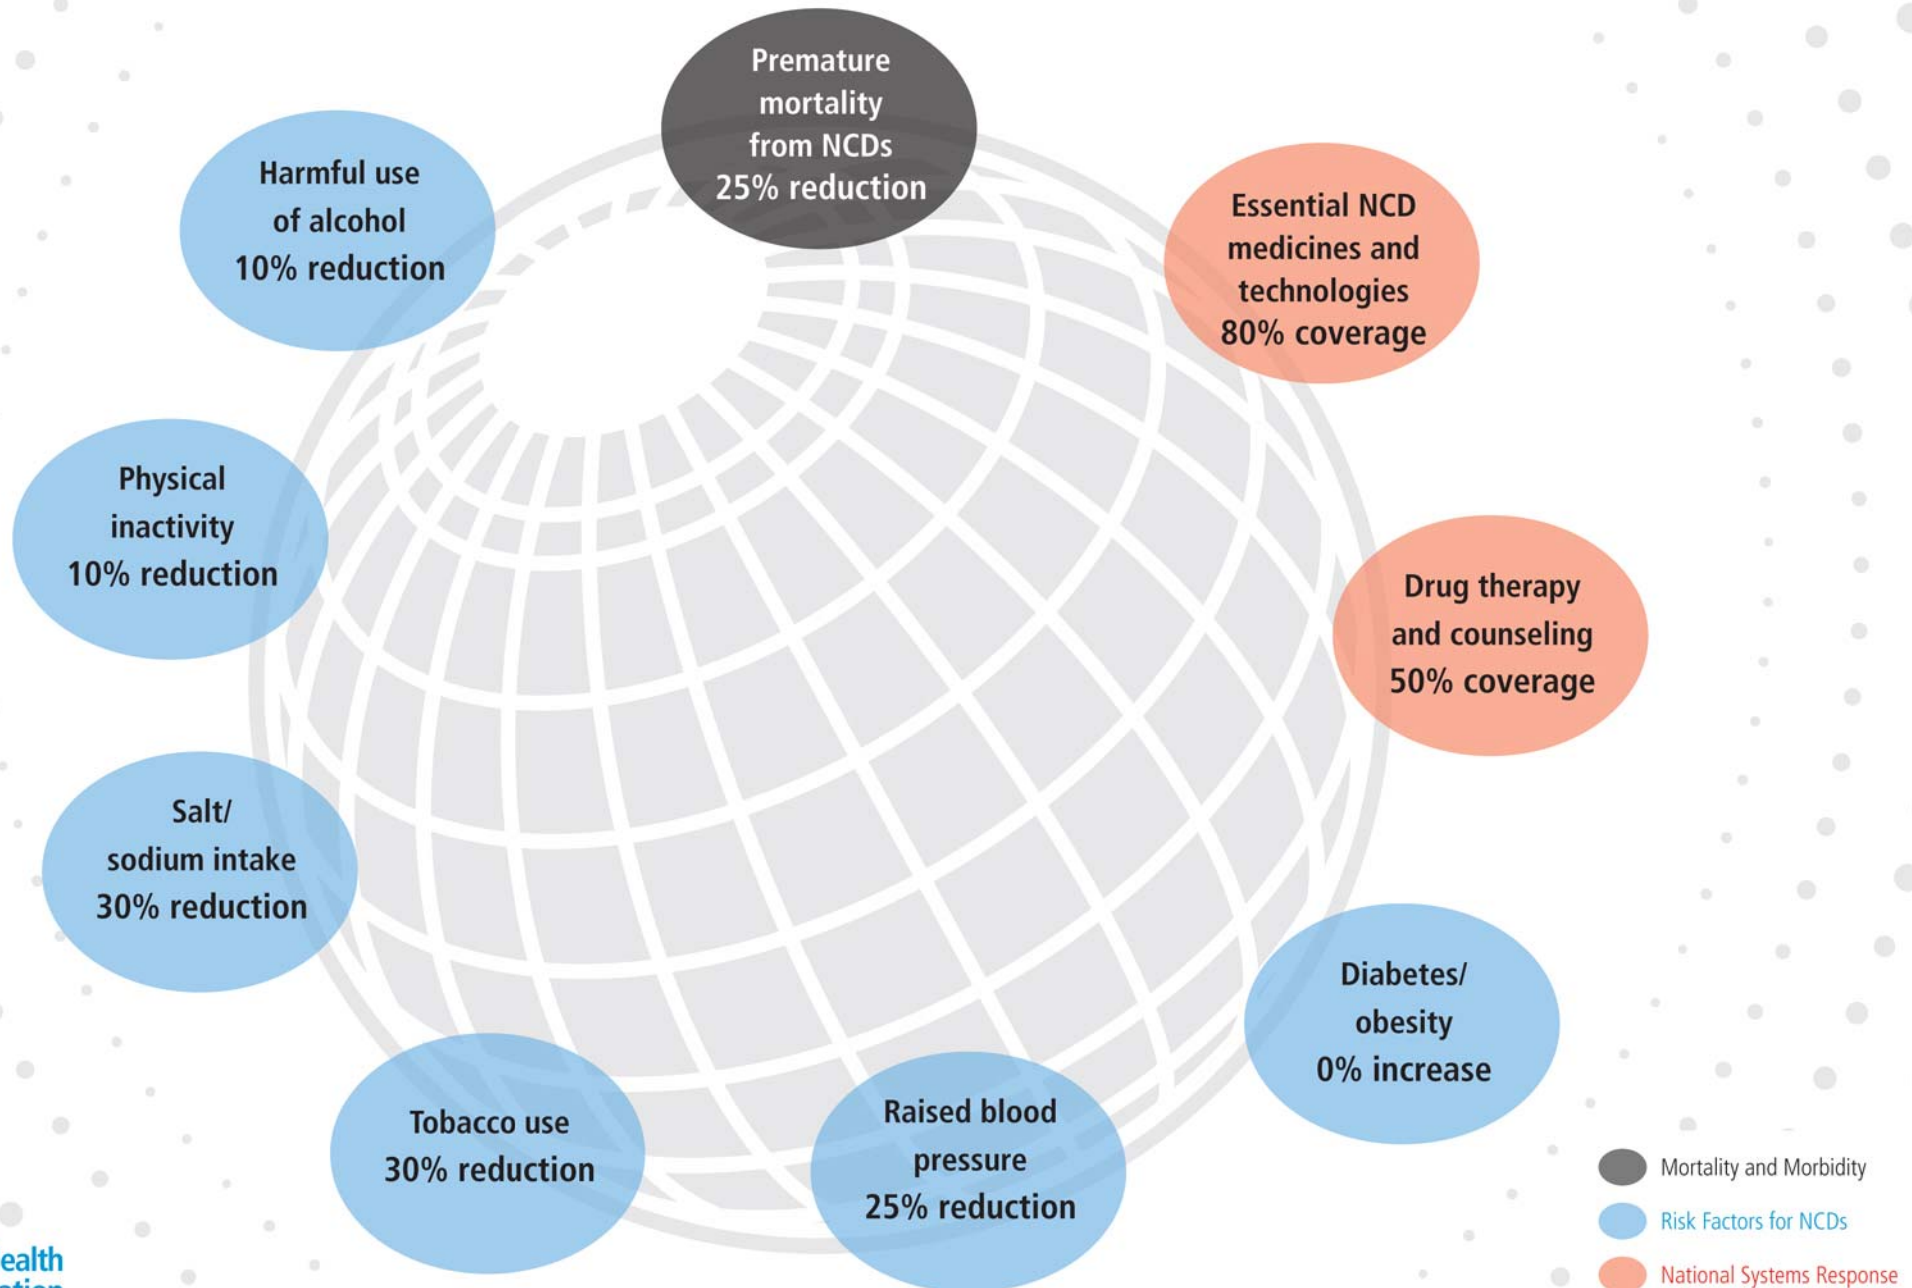 Premature
mortality
from NCDs
25% reduction
Harmful use
of alcohol
10% reduction
Essential NCD
medicines and
technologies
80% coverage
Physical
inactivity
10% reduction
Drug therapy
and counseling
50% coverage
Salt/
sodium intake
30% reduction
Diabetes/
obesity
0% increase
Tobacco use
30% reduction
Raised blood
pressure
25% reduction
Mortality and Morbidity
Risk Factors for NCDs
National Systems Response